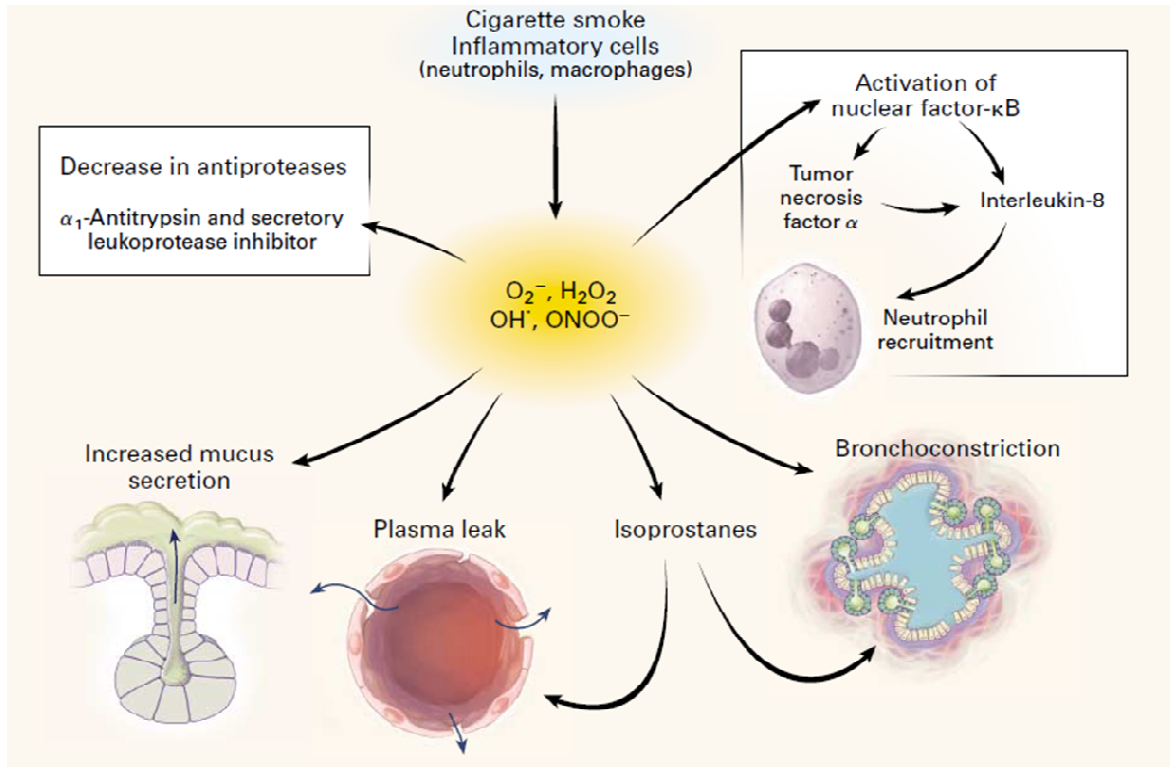 Cigarette smoke
Inflammatory cells
(neutrophils, macrophages)
Activation of
nuclear factor-κB
Tumor
necrosis
factor α
Interleukin-8
Neutrophil
recruitment
Decrease in antiproteases
α₁-Antitrypsin and secretory
leukoprotease inhibitor
O₂⁻, H₂O₂
OH˙, ONOO⁻
Increased mucus
secretion
Plasma leak
Isoprostanes
Bronchoconstriction